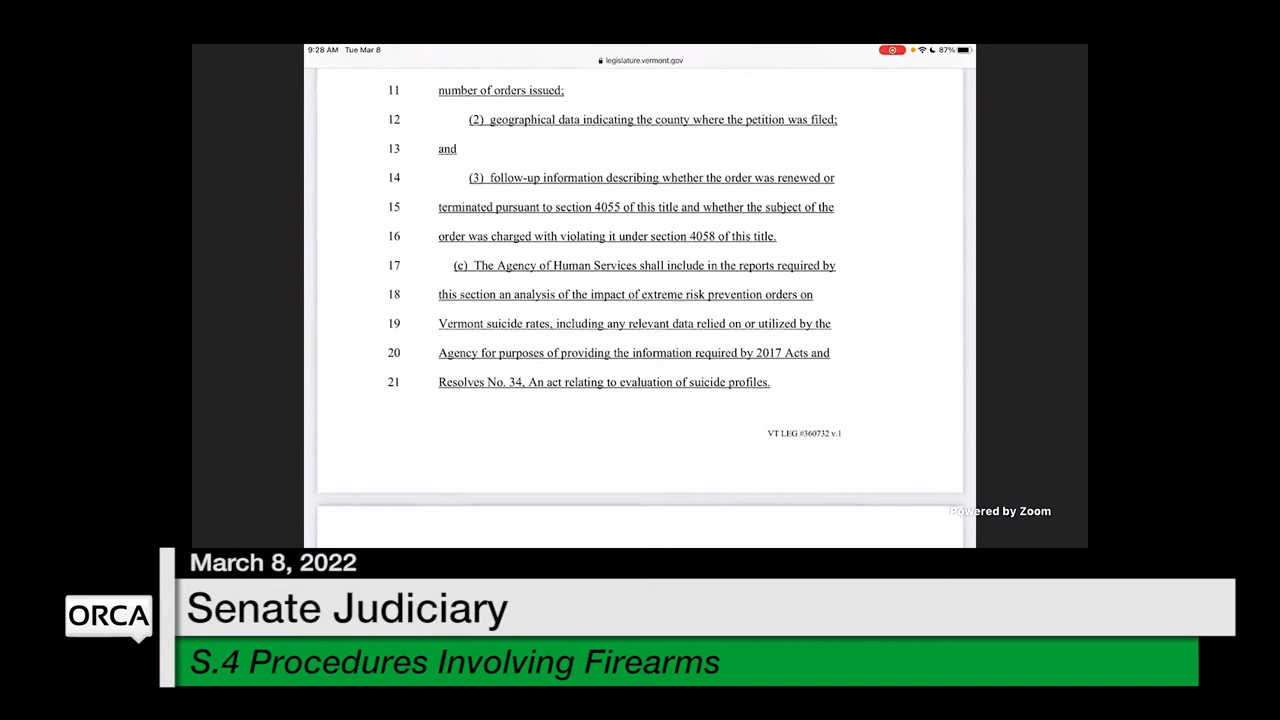 9:28 AM Tue Mar 8
87%
legislature.vermont.gov
11 number of orders issued;
12 (2) geographical data indicating the county where the petition was filed;
13 and
14 (3) follow-up information describing whether the order was renewed or
15 terminated pursuant to section 4055 of this title and whether the subject of the
16 order was charged with violating it under section 4058 of this title.
17 (c) The Agency of Human Services shall include in the reports required by
18 this section an analysis of the impact of extreme risk prevention orders on
19 Vermont suicide rates, including any relevant data relied on or utilized by the
20 Agency for purposes of providing the information required by 2017 Acts and
21 Resolves No. 34, An act relating to evaluation of suicide profiles.
VT LEG #360732 v.1
Powered by Zoom
March 8, 2022
ORCA
Senate Judiciary
S.4 Procedures Involving Firearms